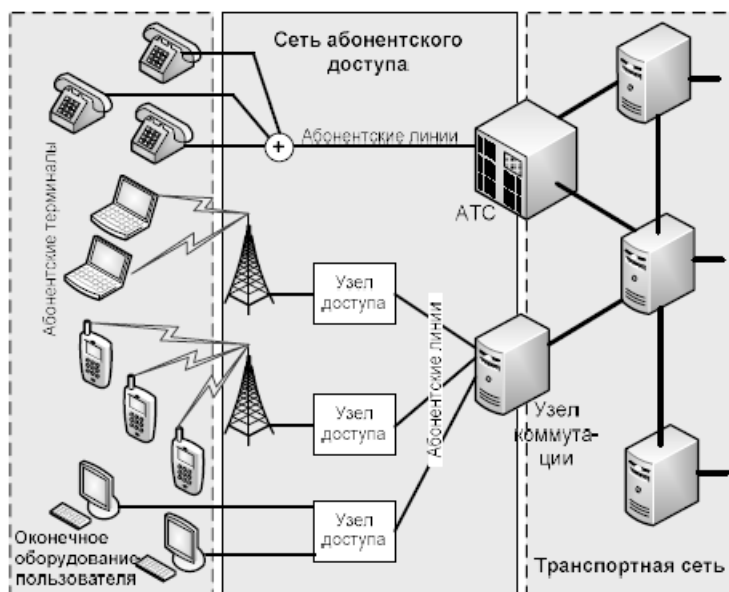 Сеть абонентского
доступа
Абонентские линии
АТС
Абонентские терминалы
Узел
доступа
Узел
доступа
Узел
доступа
Абонентские линии
Узел
коммута-
ции
Оконечное
оборудование
пользователя
Транспортная сеть